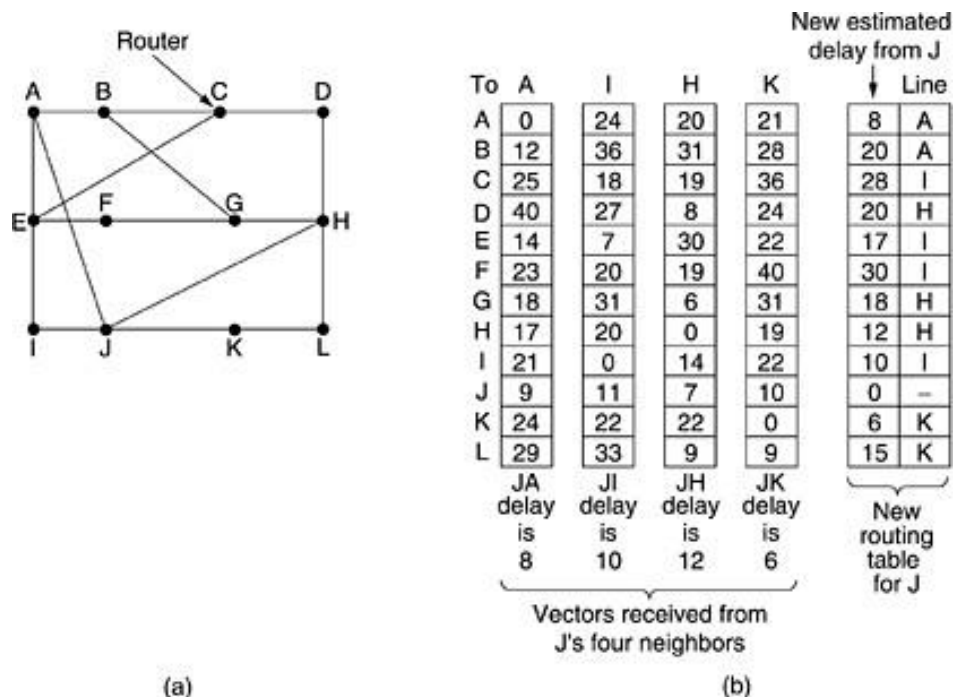 Router
A B C D
E F G H
I J K L
(a)
New estimated
delay from J
To A I H K Line
A 0 24 20 21 8 A
B 12 36 31 28 20 A
C 25 18 19 36 28 I
D 40 27 8 24 20 H
E 14 7 30 22 17 I
F 23 20 19 40 30 I
G 18 31 6 31 18 H
H 17 20 0 19 12 H
I 21 0 14 22 10 I
J 9 11 7 10 0 –
K 24 22 22 0 6 K
L 29 33 9 9 15 K
JA JI JH JK
delay delay delay delay
is is is is
8 10 12 6
New
routing
table
for J
Vectors received from
J's four neighbors
(b)